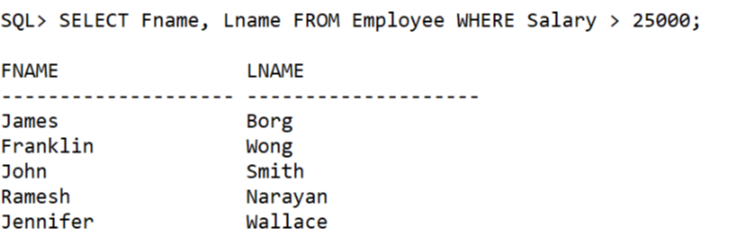 SQL> SELECT Fname, Lname FROM Employee WHERE Salary > 25000;
FNAME                LNAME
-------------------- --------------------
James                Borg
Franklin             Wong
John                 Smith
Ramesh               Narayan
Jennifer             Wallace